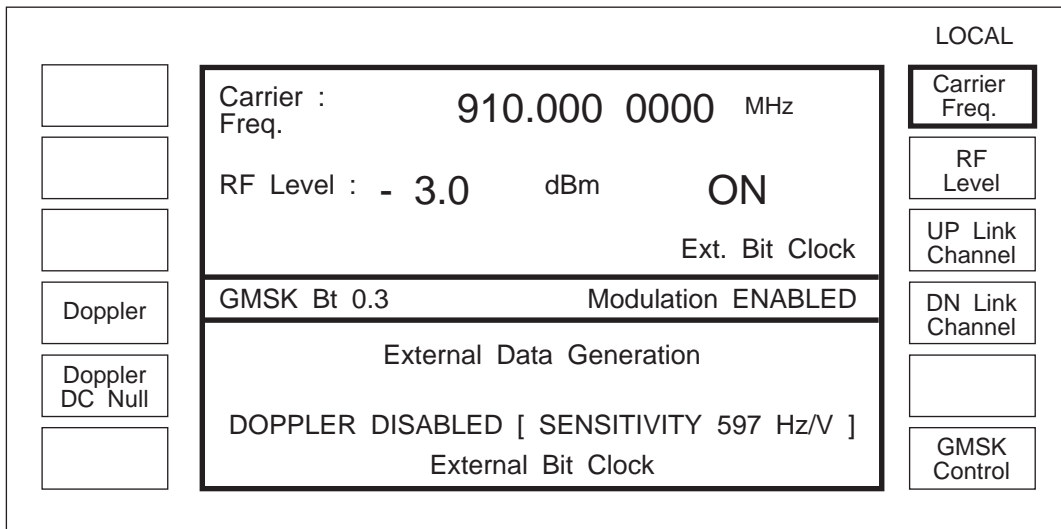 LOCAL
Carrier :
Freq.
910.000 0000 MHz
RF Level : - 3.0 dBm ON
Ext. Bit Clock
GMSK Bt 0.3 Modulation ENABLED
External Data Generation
DOPPLER DISABLED [ SENSITIVITY 597 Hz/V ]
External Bit Clock
Doppler
Doppler
DC Null
Carrier
Freq.
RF
Level
UP Link
Channel
DN Link
Channel
GMSK
Control